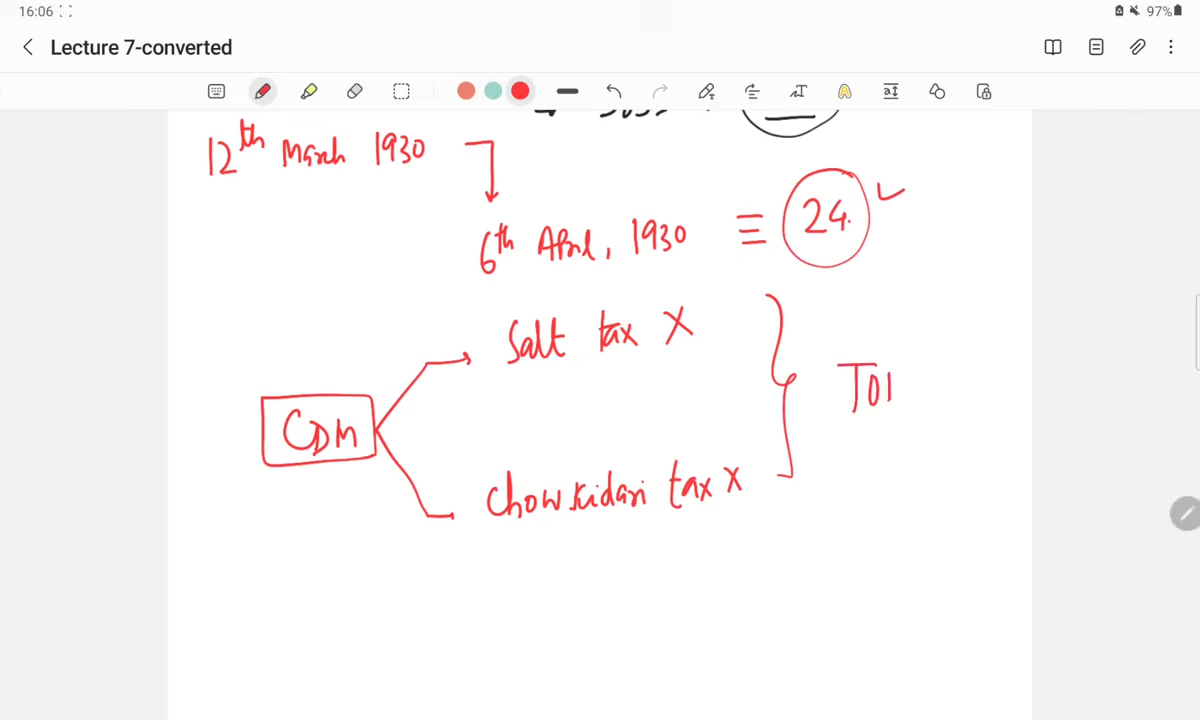 16:06
97%
Lecture 7-converted
12th March 1930
6th April, 1930 ≡ 24.
Salt tax X
TOI
CDM
Chowkidari tax X